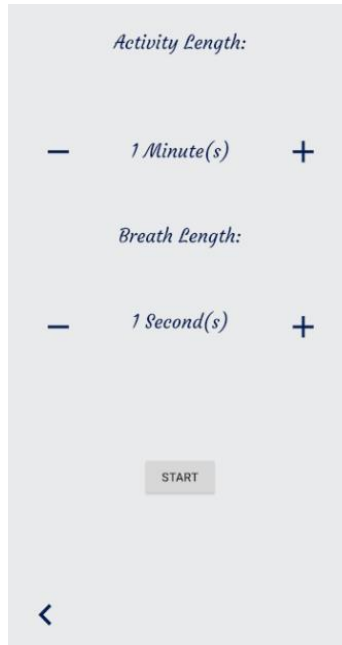 Activity Length:
1 Minute(s)
Breath Length:
1 Second(s)
START